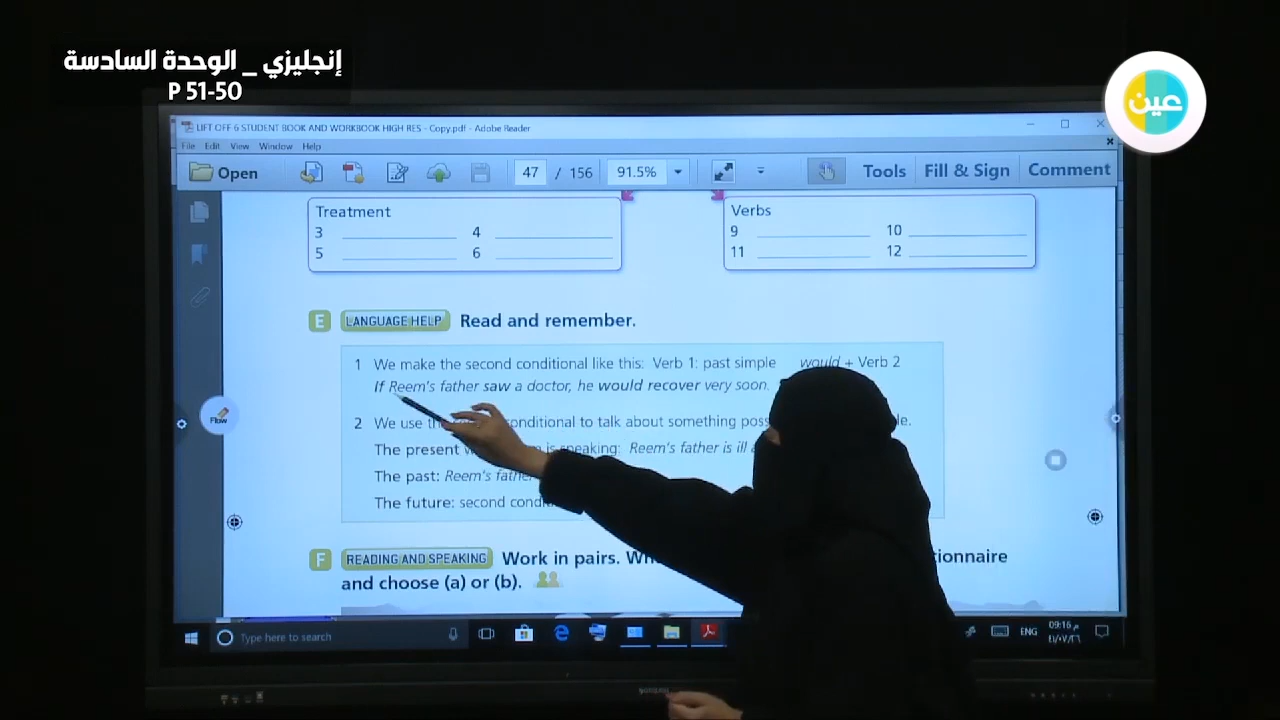 إنجليزي _ الوحدة السادسة
P 51-50
عين
LIFT OFF 6 STUDENT BOOK AND WORKBOOK HIGH RES - Copy.pdf - Adobe Reader
File Edit View Window Help
Open 47 / 156 91.5% Tools Fill & Sign Comment
Treatment
3 4
5 6
Verbs
9 10
11 12
E LANGUAGE HELP Read and remember.
1 We make the second conditional like this: Verb 1: past simple would + Verb 2
If Reem's father saw a doctor, he would recover very soon.
2 We use the conditional to talk about something
The present is speaking: Reem's father is ill
The past: Reem's father
The future: second
Flow
F READING AND SPEAKING Work in pairs.
and choose (a) or (b).
Type here to search
ENG
09:16 م